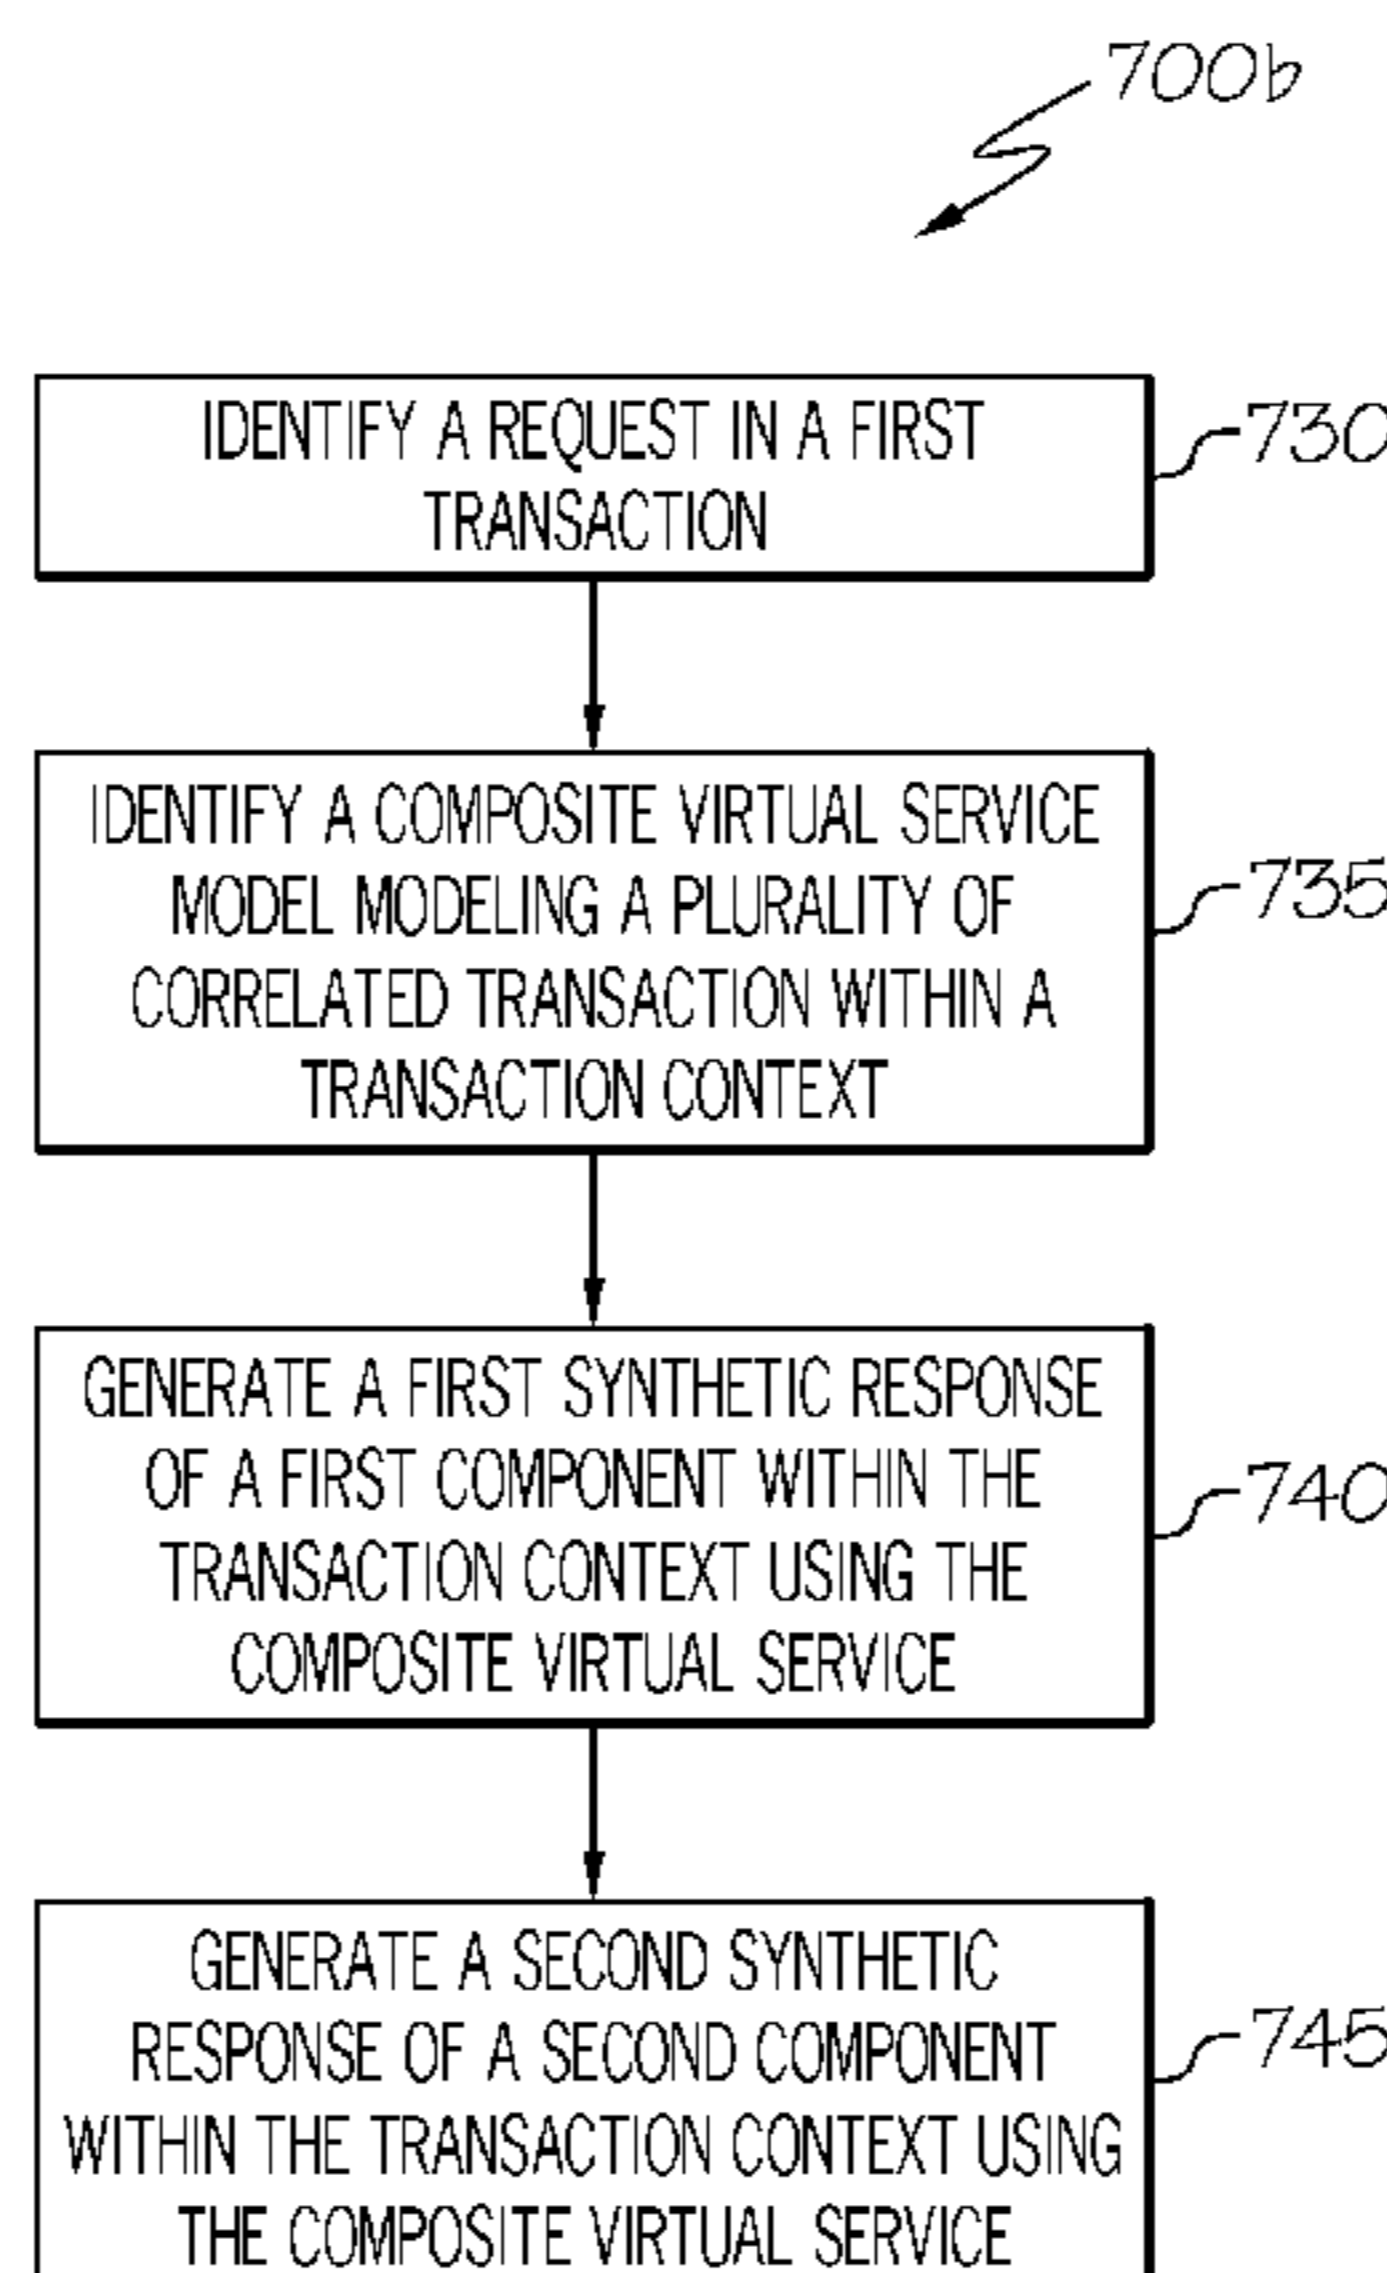 700b
IDENTIFY A REQUEST IN A FIRST
TRANSACTION
730
IDENTIFY A COMPOSITE VIRTUAL SERVICE
MODEL MODELING A PLURALITY OF
CORRELATED TRANSACTION WITHIN A
TRANSACTION CONTEXT
735
GENERATE A FIRST SYNTHETIC RESPONSE
OF A FIRST COMPONENT WITHIN THE
TRANSACTION CONTEXT USING THE
COMPOSITE VIRTUAL SERVICE
740
GENERATE A SECOND SYNTHETIC
RESPONSE OF A SECOND COMPONENT
WITHIN THE TRANSACTION CONTEXT USING
THE COMPOSITE VIRTUAL SERVICE
745